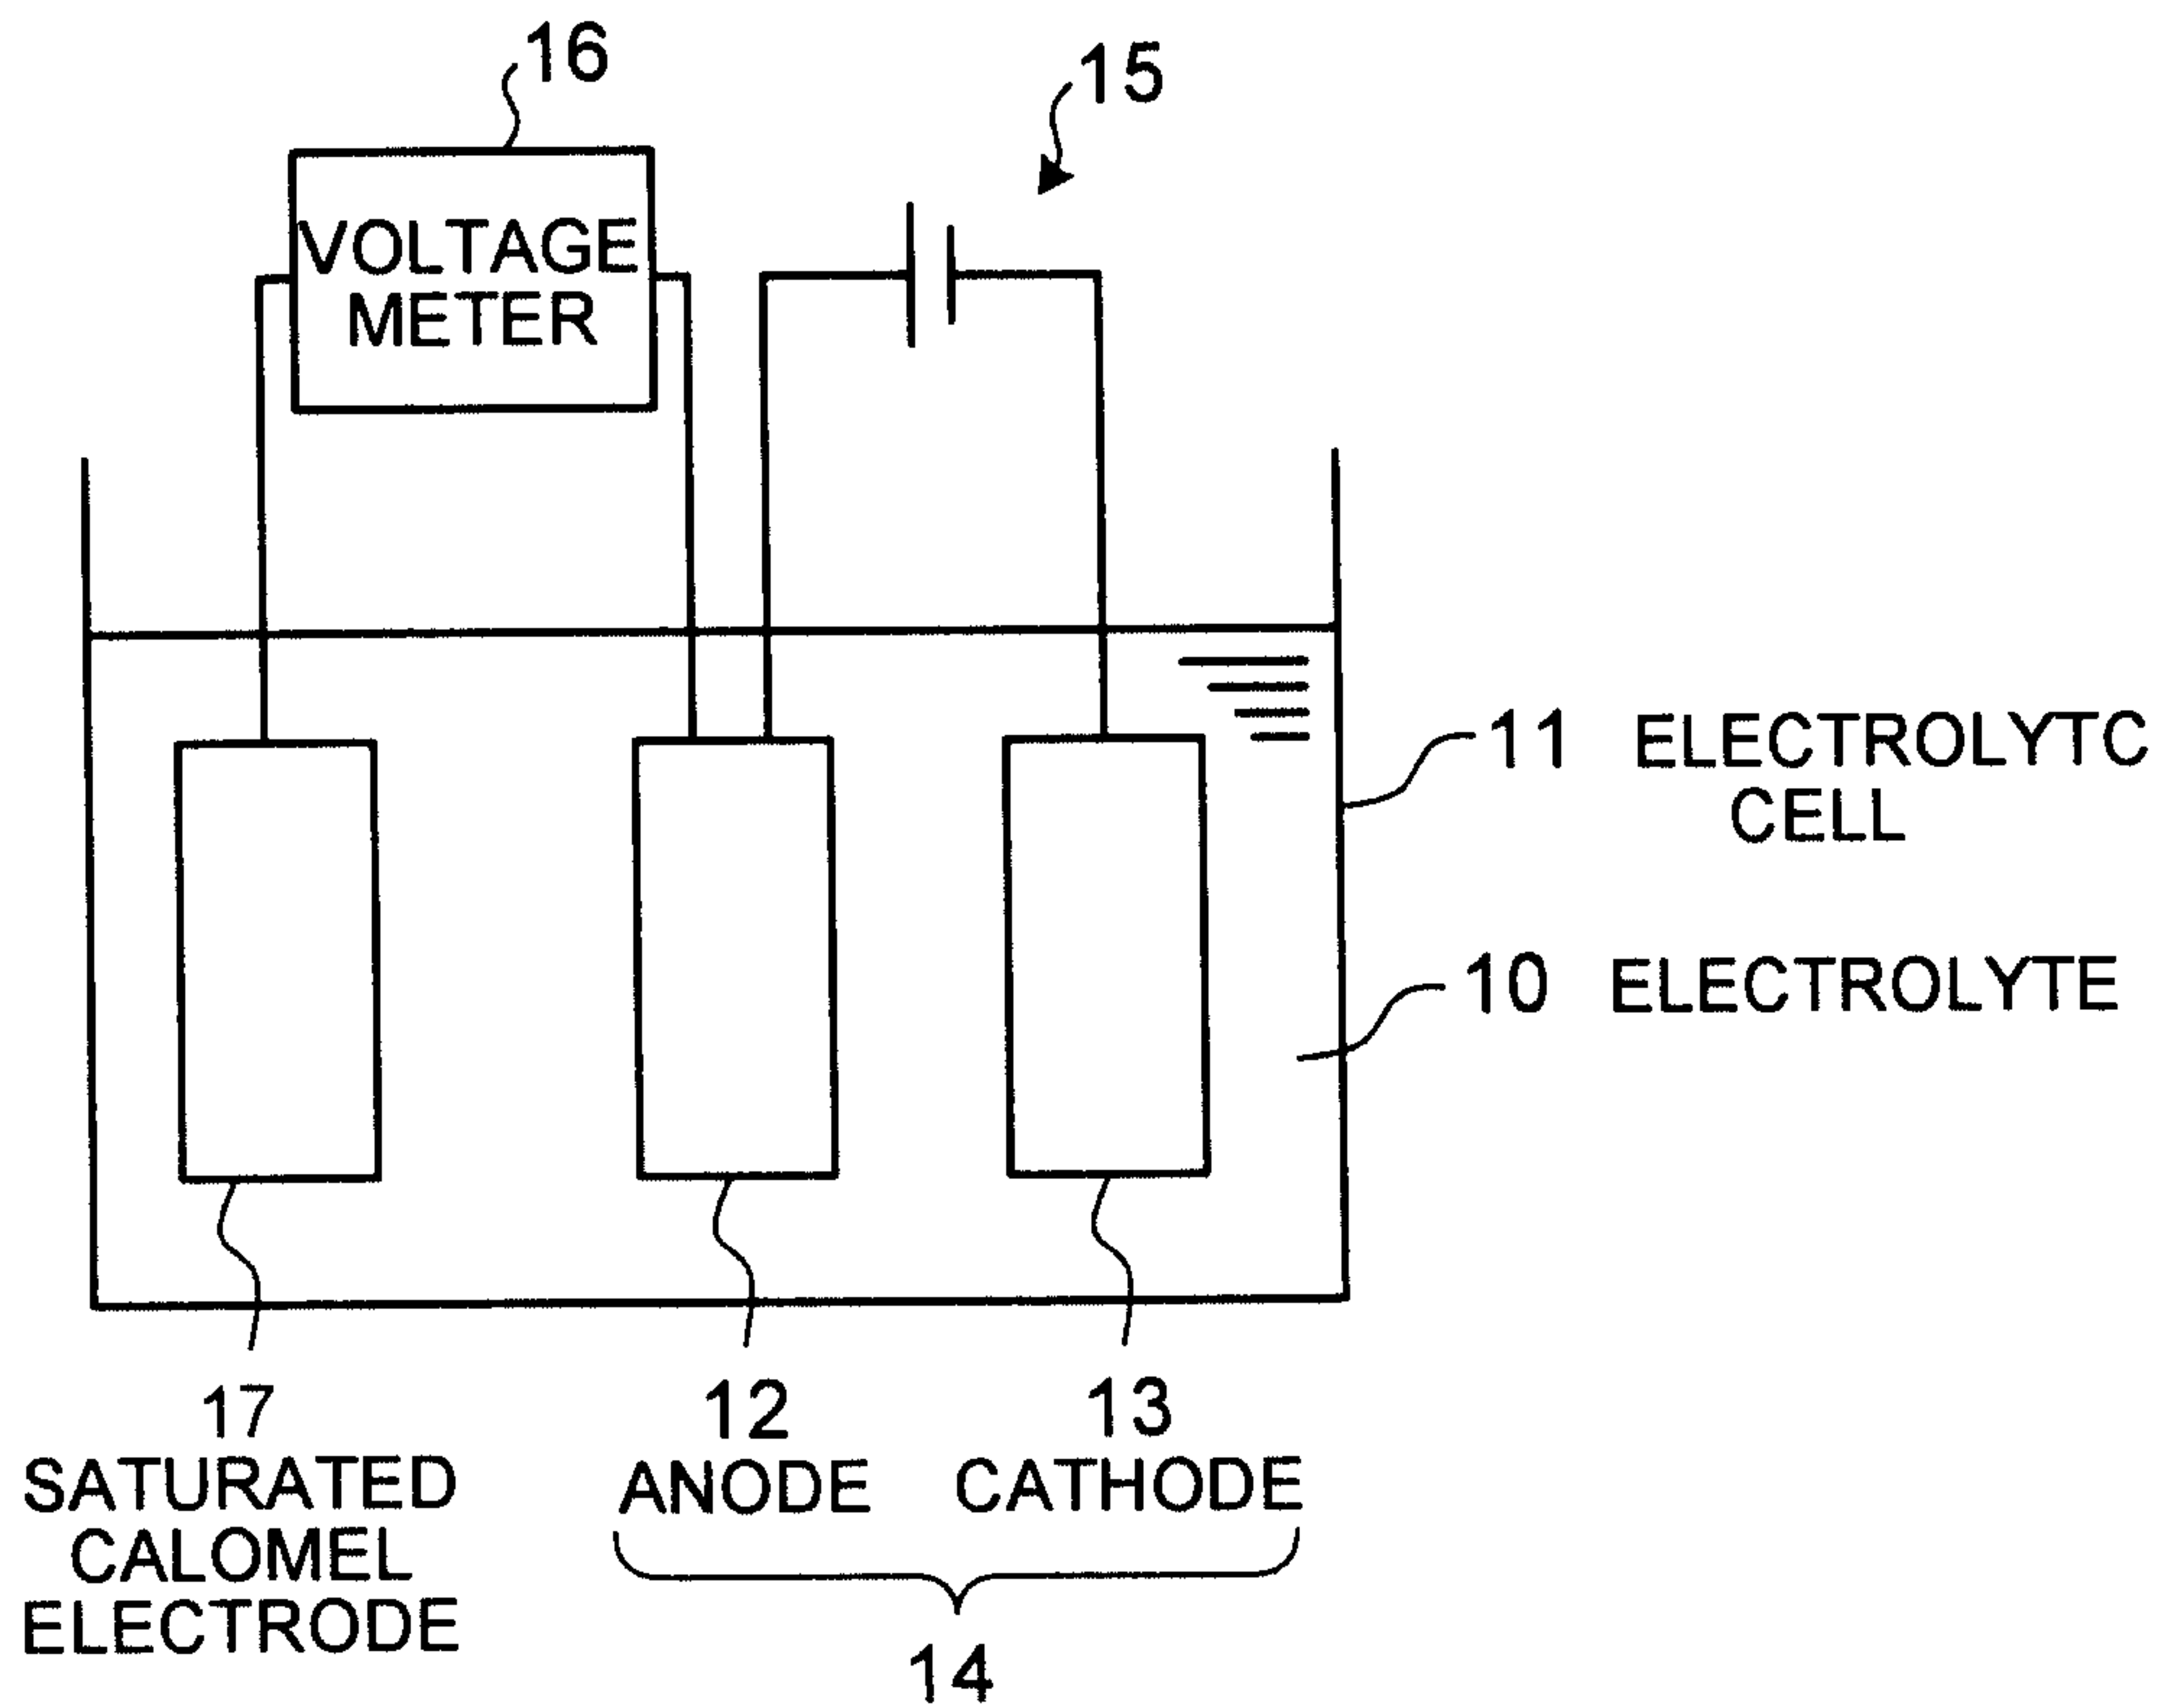 16
15
VOLTAGE
METER
11 ELECTROLYTC
CELL
10 ELECTROLYTE
17
SATURATED
CALOMEL
ELECTRODE
12
ANODE
13
CATHODE
14